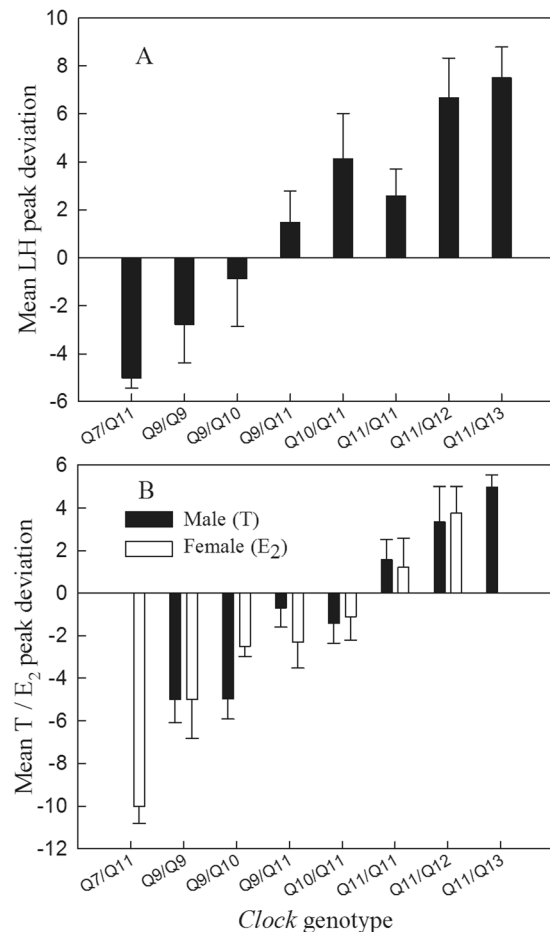 A
Mean LH peak deviation
10
8
6
4
2
0
-2
-4
-6
Q7/Q11
Q9/Q9
Q9/Q10
Q9/Q11
Q10/Q11
Q11/Q11
Q11/Q12
Q11/Q13
B
Male (T)
Female (E2)
Mean T / E2 peak deviation
6
4
2
0
-2
-4
-6
-8
-10
-12
Q7/Q11
Q9/Q9
Q9/Q10
Q9/Q11
Q10/Q11
Q11/Q11
Q11/Q12
Q11/Q13
Clock genotype